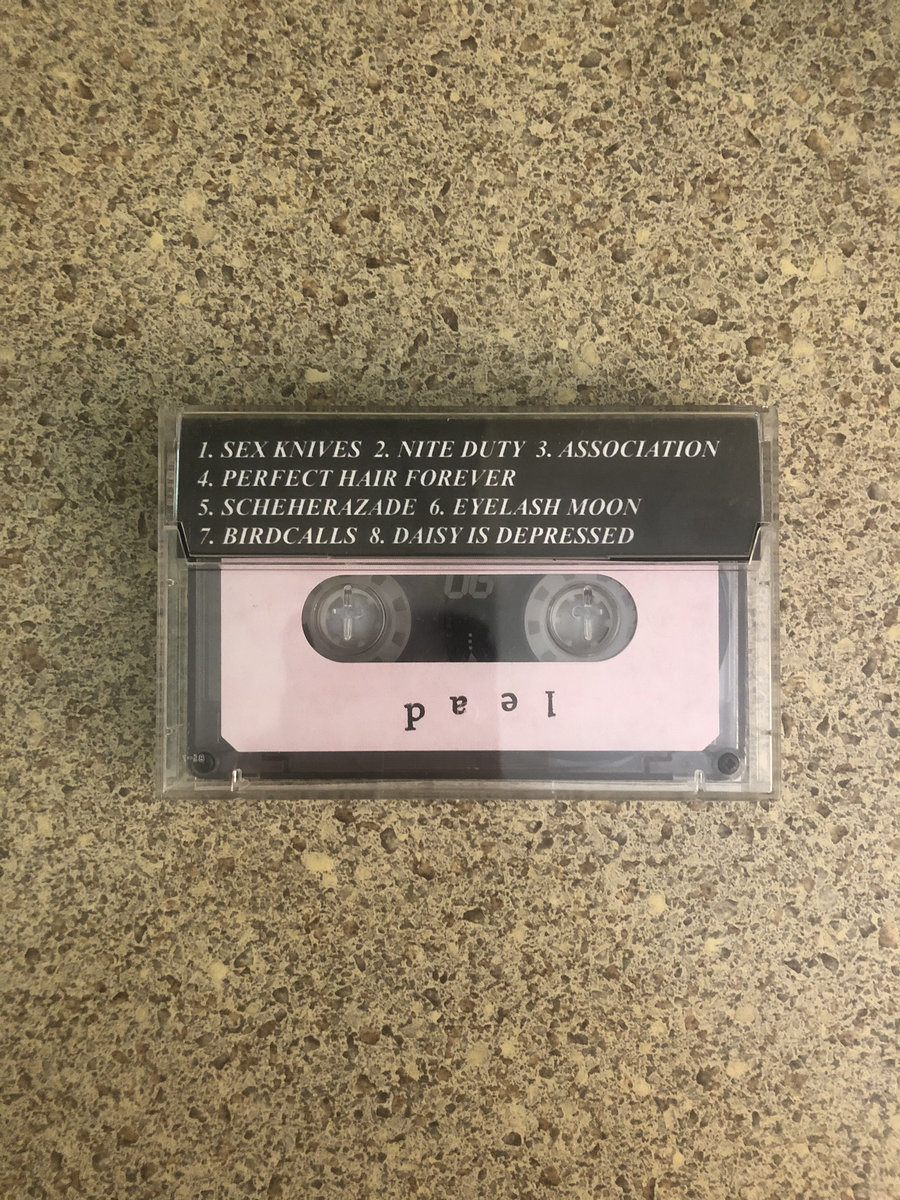 1. SEX KNIVES 2. NITE DUTY 3. ASSOCIATION
4. PERFECT HAIR FOREVER
5. SCHEHERAZADE 6. EYELASH MOON
7. BIRDCALLS 8. DAISY IS DEPRESSED
90
lead